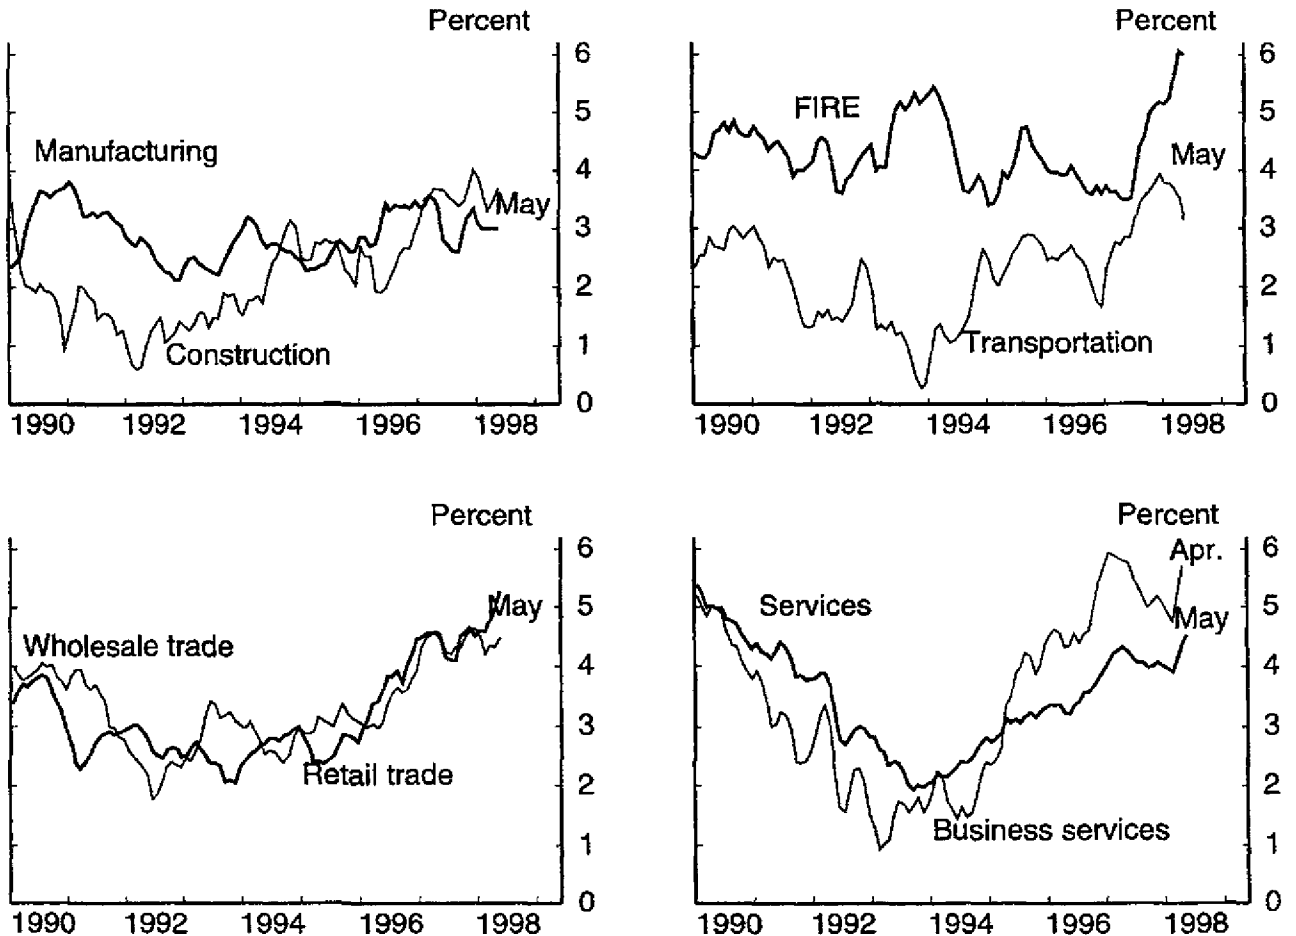 Percent
6
5
4
3
2
1
0
Manufacturing
May
Construction
1990 1992 1994 1996 1998
Percent
6
5
4
3
2
1
0
FIRE
May
Transportation
1990 1992 1994 1996 1998
Percent
6
5
4
3
2
1
0
May
Wholesale trade
Retail trade
1990 1992 1994 1996 1998
Percent
6
5
4
3
2
1
0
Apr.
Services
May
Business services
1990 1992 1994 1996 1998